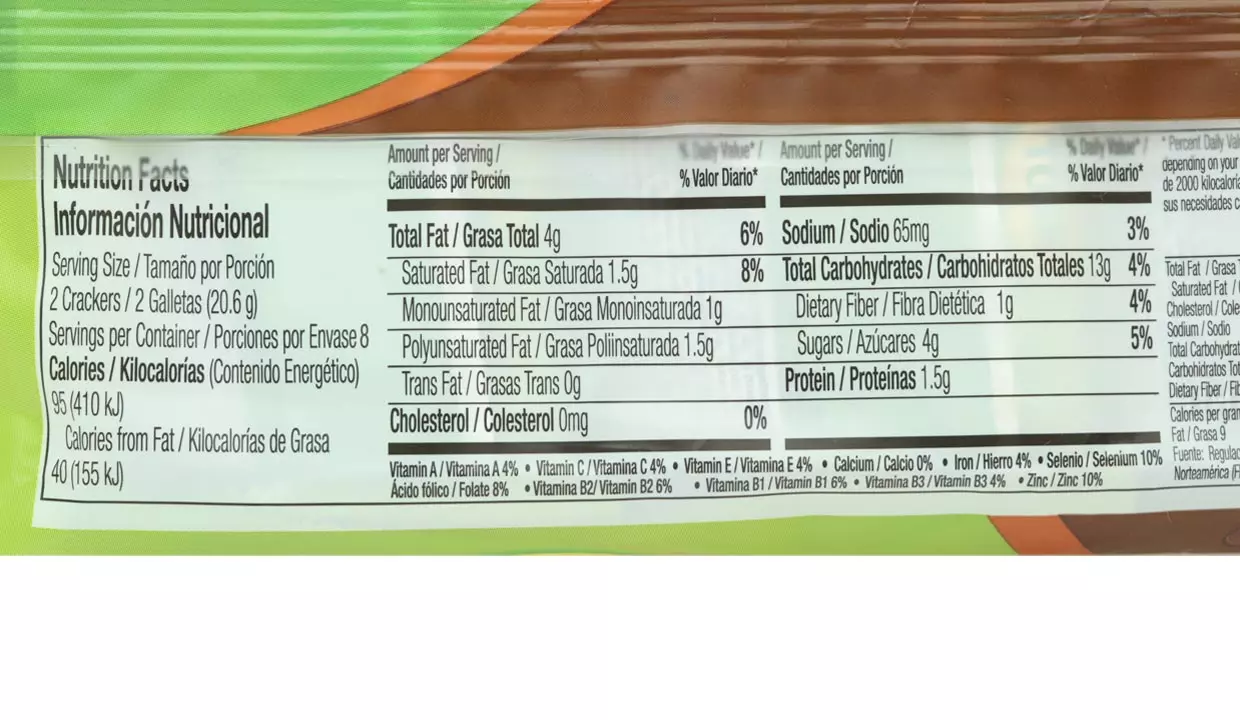 Nutrition Facts
Información Nutricional
Serving Size / Tamaño por Porción
2 Crackers / 2 Galletas (20.6 g)
Servings per Container / Porciones por Envase 8
Calories / Kilocalorías (Contenido Energético)
95 (410 kJ)
Calories from Fat / Kilocalorías de Grasa
40 (155 kJ)
Amount per Serving / % Daily Value* /
Cantidades por Porción % Valor Diario*
Total Fat / Grasa Total 4g 6%
Saturated Fat / Grasa Saturada 1.5g 8%
Monounsaturated Fat / Grasa Monoinsaturada 1g
Polyunsaturated Fat / Grasa Poliinsaturada 1.5g
Trans Fat / Grasas Trans 0g
Cholesterol / Colesterol 0mg 0%
Amount per Serving / % Daily Value* /
Cantidades por Porción % Valor Diario*
Sodium / Sodio 65mg 3%
Total Carbohydrates / Carbohidratos Totales 13g 4%
Dietary Fiber / Fibra Dietética 1g 4%
Sugars / Azúcares 4g 5%
Protein / Proteínas 1.5g
Vitamin A / Vitamina A 4% • Vitamin C / Vitamina C 4% • Vitamin E / Vitamina E 4% • Calcium / Calcio 0% • Iron / Hierro 4% • Selenio / Selenium 10%
Ácido fólico / Folate 8% • Vitamina B2/ Vitamin B2 6% • Vitamina B1 / Vitamin B1 6% • Vitamina B3 / Vitamin B3 4% • Zinc / Zinc 10%
* Percent Daily
depending on your
de 2000
sus necesidades
Total Fat / Grasa
Saturated Fat /
Cholesterol /
Sodium / Sodio
Total
Carbohidratos
Dietary Fiber /
Calories per
Fat / Grasa 9
Fuente:
Norteamérica